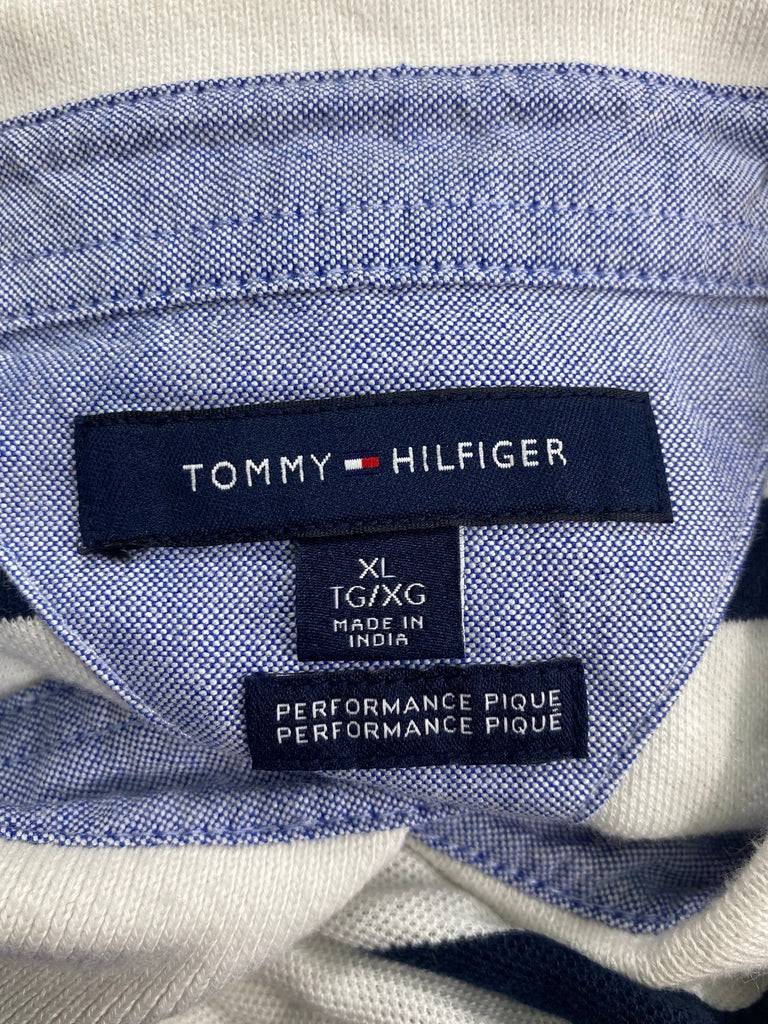 TOMMY HILFIGER
XL
TG/XG
MADE IN
INDIA
PERFORMANCE PIQUE
PERFORMANCE PIQUÉ